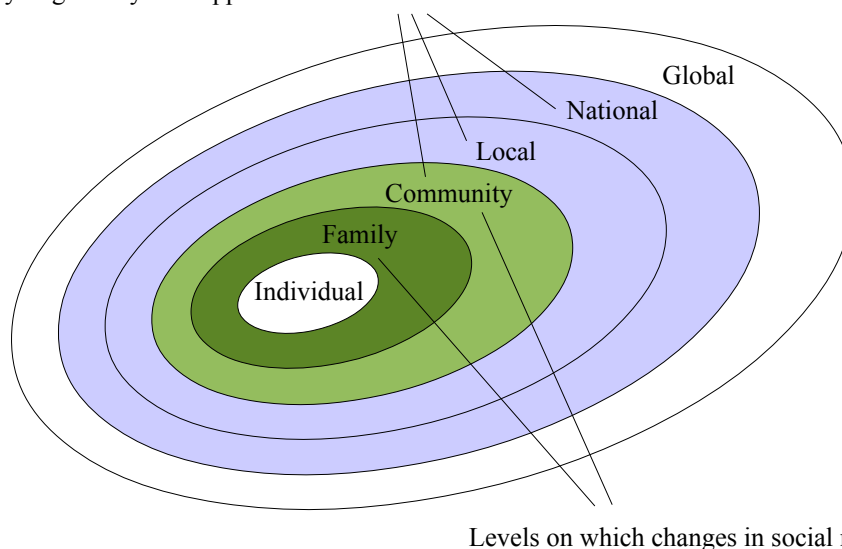 Global
National
Local
Community
Family
Individual
Levels on which changes in social